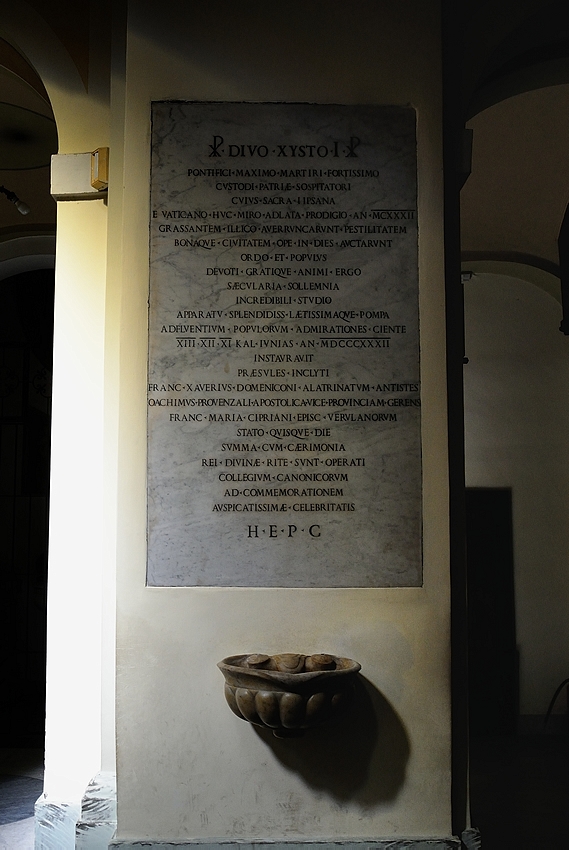 ☧·DIVO·XYSTO·I·☧
PONTIFICI·MAXIMO·MARTIRI·FORTISSIMO
CVSTODI·PATRIÆ·SOSPITATORI
CVIVS·SACRA·LIPSANA
E·VATICANO·HVC·MIRO·ADLATA·PRODIGIO·AN·MCXXXII
GRASSANTEM·ILLICO·AVERRVNCARVNT·PESTILITATEM
BONAQVE·CIVITATEM·OPE·IN·DIES·AVCTARVNT
ORDO·ET·POPVLVS
DEVOTI·GRATIQVE·ANIMI·ERGO
SÆCVLARIA·SOLLEMNIA
INCREDIBILI·STVDIO
APPARATV·SPLENDIDISS·LÆTISSIMAQVE·POMPA
ADFLVENTIVM·POPVLORVM·ADMIRATIONES·CIENTE
XIII·XII·XI·KAL·IVNIAS·AN·MDCCCXXXII
INSTAVRAVIT
PRÆSVLES·INCLYTI
FRANC·XAVERIVS·DOMENICONI·ALATRINATVM·ANTISTES
IOACHIMVS·PROVENZALI·APOSTOLICA·VICE·PROVINCIAM·GERENS
FRANC·MARIA·CIPRIANI·EPISC·VERVLANORVM
STATO·QVISQVE·DIE
SVMMA·CVM·CÆRIMONIA
REI·DIVINÆ·RITE·SVNT·OPERATI
COLLEGIVM·CANONICORVM
AD·COMMEMORATIONEM
AVSPICATISSIMÆ·CELEBRITATIS
H·E·P·C